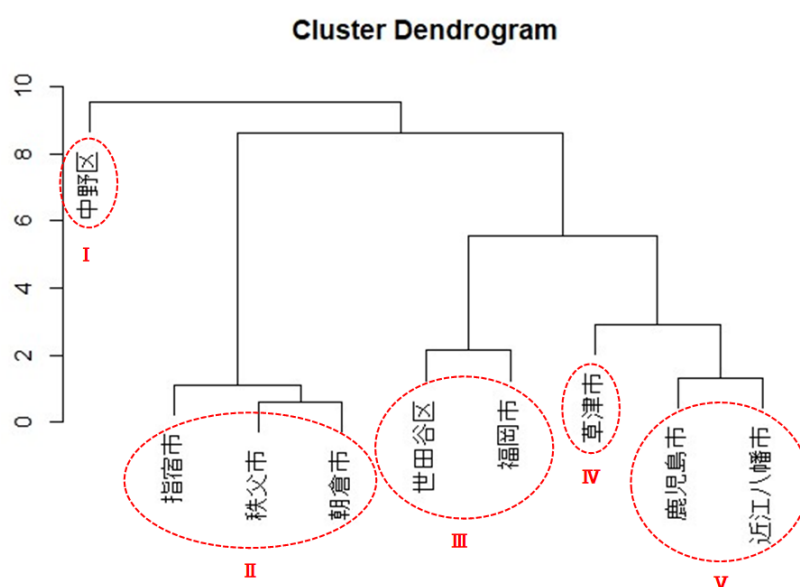 Cluster Dendrogram
10
8
6
4
2
0
中野区
I
指宿市
秩父市
朝倉市
II
世田谷区
福岡市
III
草津市
IV
鹿児島市
近江八幡市
V